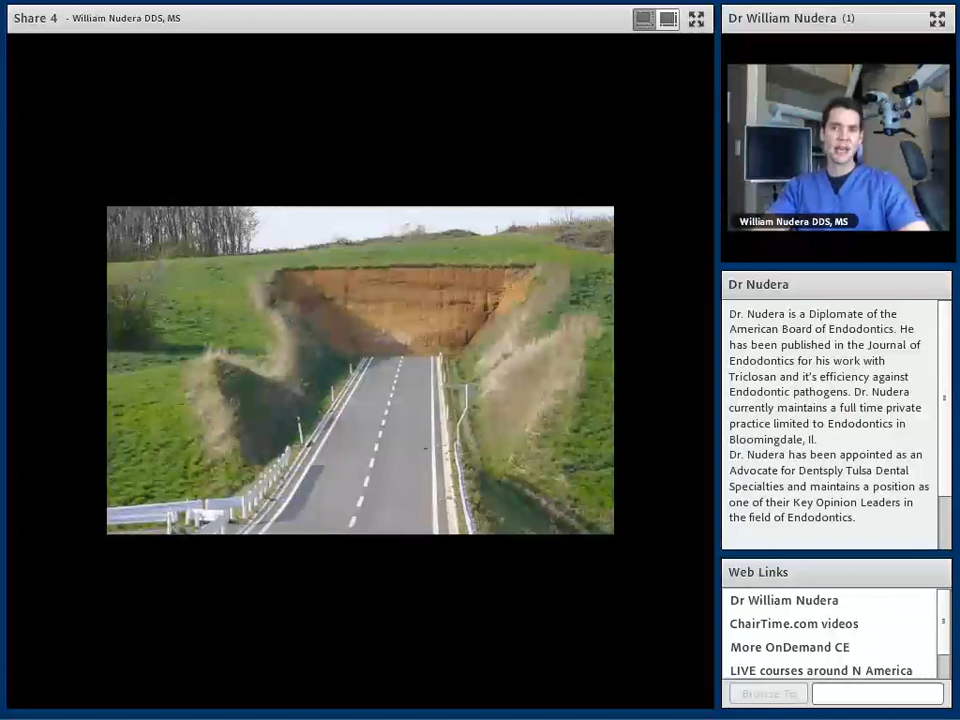 Share 4 - William Nudera DDS, MS
Dr William Nudera (1)
William Nudera DDS, MS
Dr Nudera
Dr. Nudera is a Diplomate of the
American Board of Endodontics. He
has been published in the Journal of
Endodontics for his work with
Triclosan and it's efficiency against
Endodontic pathogens. Dr. Nudera
currently maintains a full time private
practice limited to Endodontics in
Bloomingdale, Il.
Dr. Nudera has been appointed as an
Advocate for Dentsply Tulsa Dental
Specialties and maintains a position as
one of their Key Opinion Leaders in
the field of Endodontics.
Web Links
Dr William Nudera
ChairTime.com videos
More OnDemand CE
LIVE courses around N America
Browse To